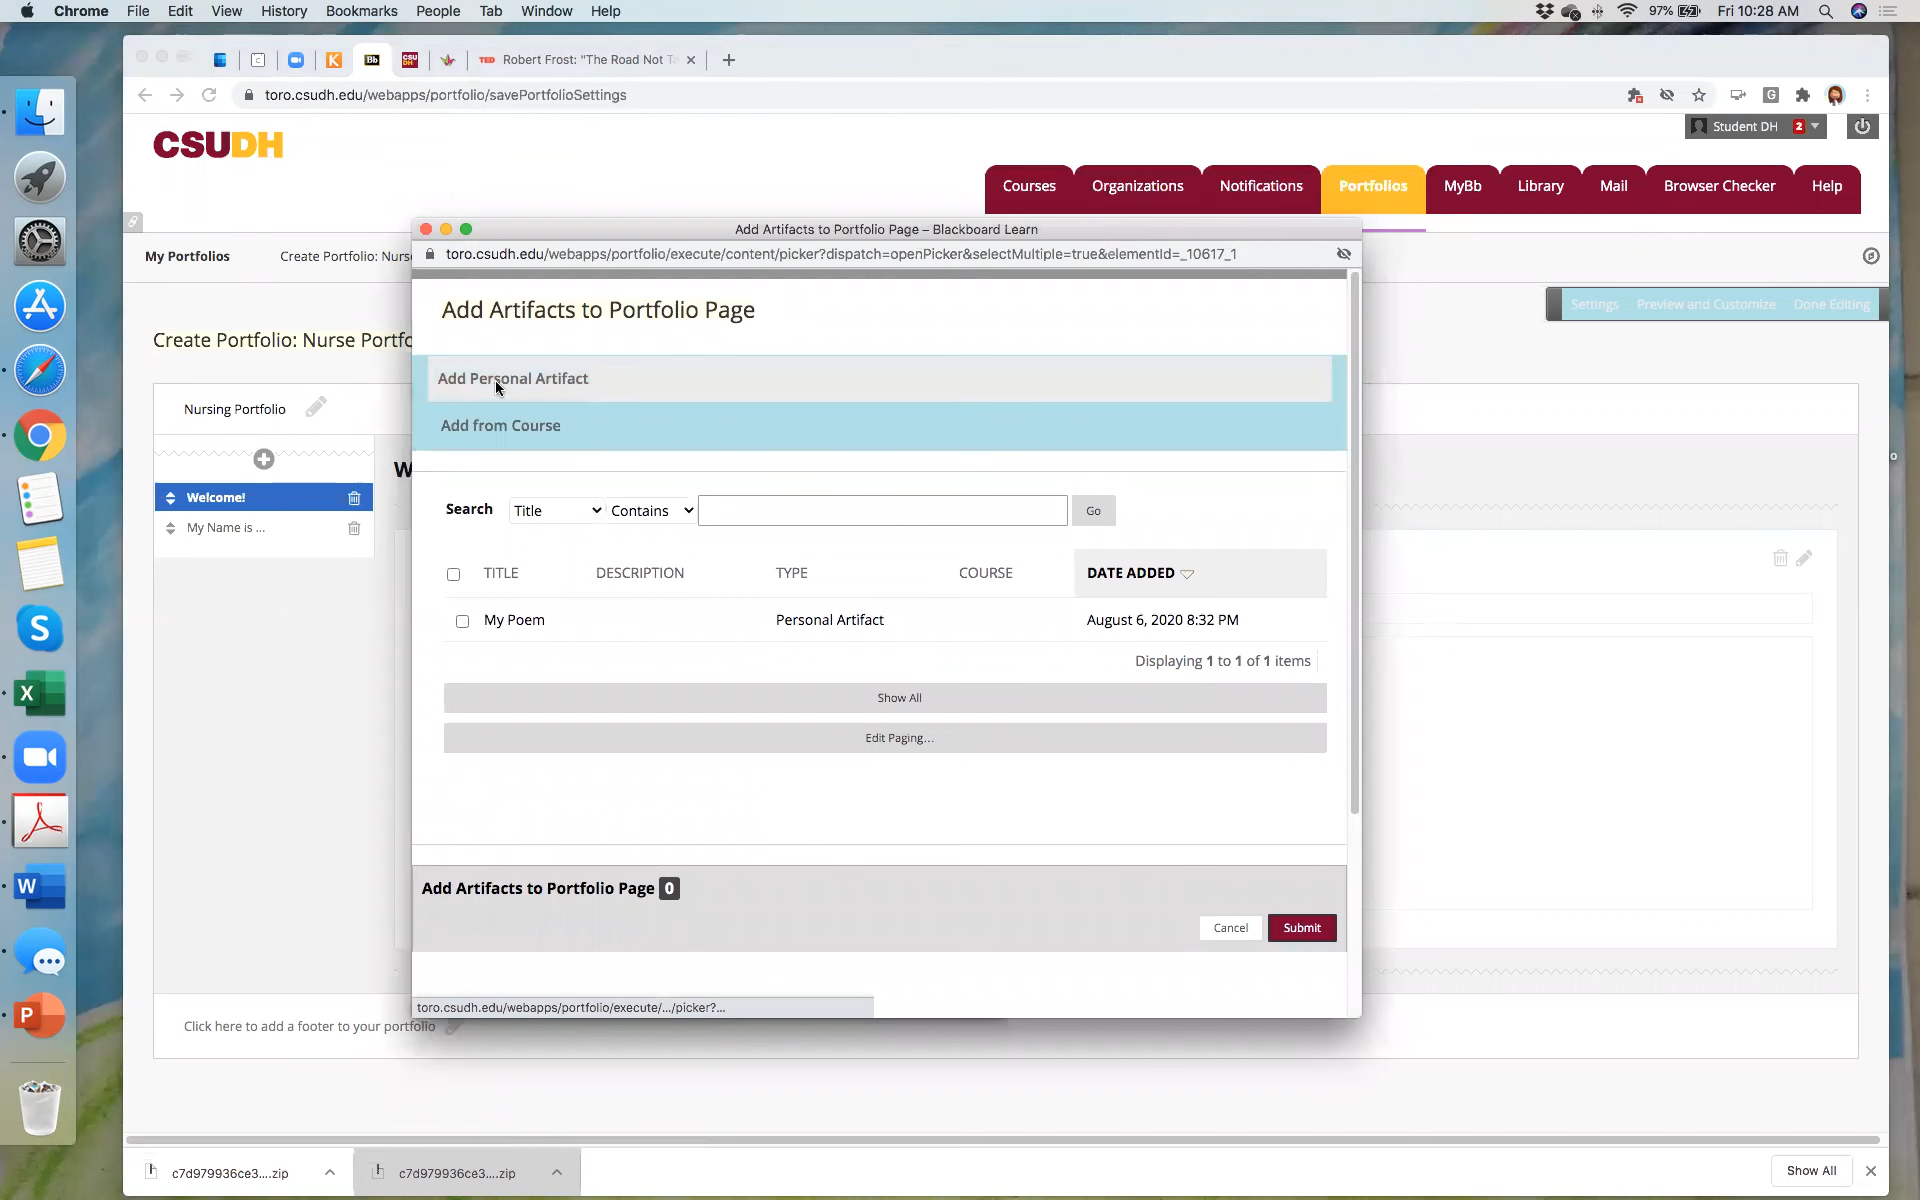 Chrome File Edit View History Bookmarks People Tab Window Help
97% Fri 10:28 AM
K Bb CSU DH TED Robert Frost: "The Road Not T
toro.csudh.edu/webapps/portfolio/savePortfolioSettings
G
CSUDH
Student DH 2
Courses Organizations Notifications Portfolios MyBb Library Mail Browser Checker Help
Add Artifacts to Portfolio Page – Blackboard Learn
My Portfolios Create Portfolio: Nurs
toro.csudh.edu/webapps/portfolio/execute/content/picker?dispatch=openPicker&selectMultiple=true&elementId=_10617_1
Settings Preview and Customize Done Editing
Add Artifacts to Portfolio Page
Create Portfolio: Nurse Portfo
Add Personal Artifact
Nursing Portfolio
Add from Course
W
Welcome!
Search Title Contains Go
My Name is ...
TITLE DESCRIPTION TYPE COURSE DATE ADDED
My Poem Personal Artifact August 6, 2020 8:32 PM
S
Displaying 1 to 1 of 1 items
X
Show All
Edit Paging...
W
Add Artifacts to Portfolio Page 0
Cancel Submit
P
toro.csudh.edu/webapps/portfolio/execute/.../picker?...
Click here to add a footer to your portfolio
c7d979936ce3....zip c7d979936ce3....zip Show All